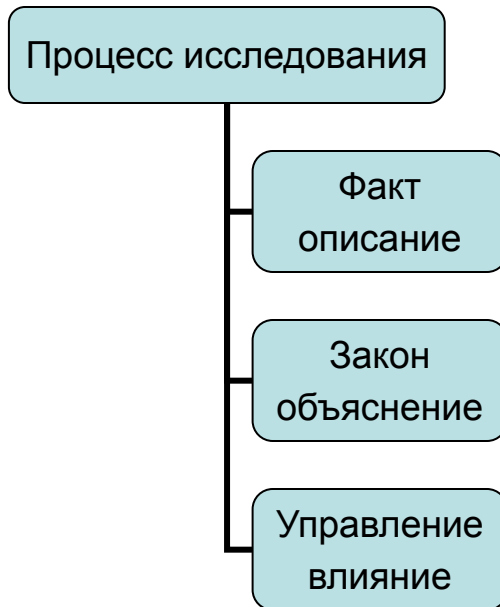 Процесс исследования
Факт
описание
Закон
объяснение
Управление
влияние